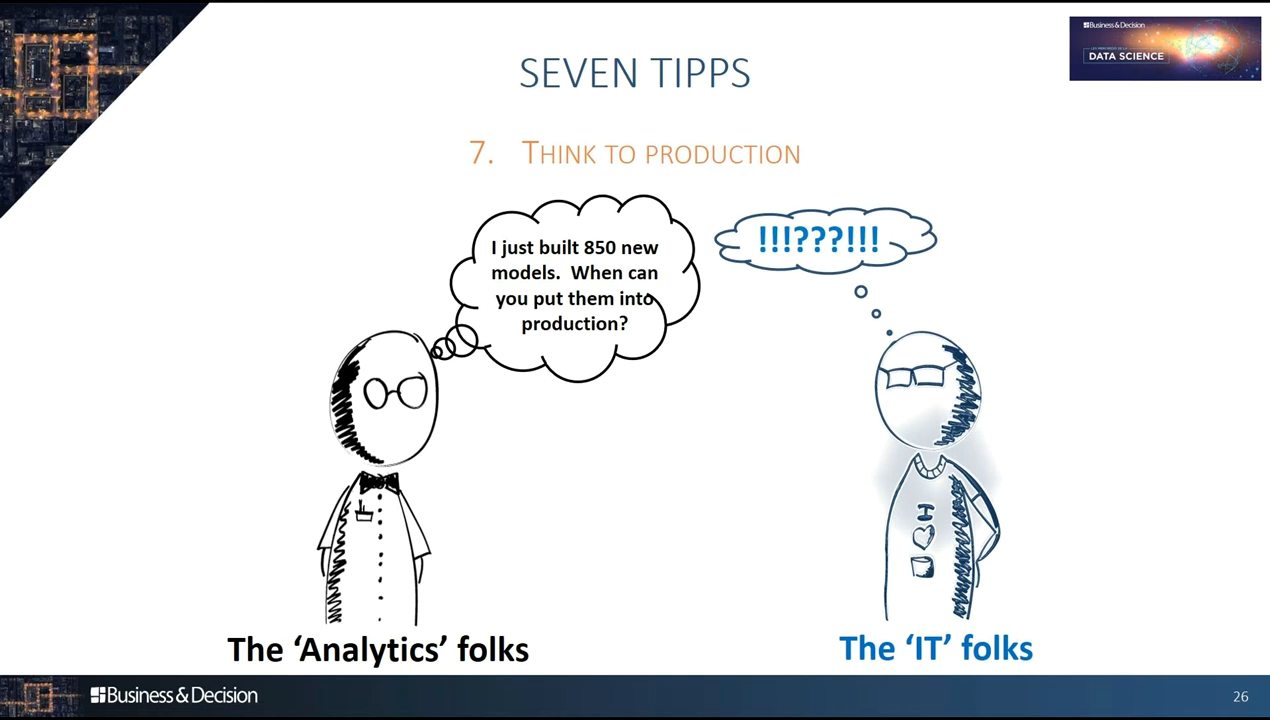 Business & Decision
DATA SCIENCE
SEVEN TIPPS
7. THINK TO PRODUCTION
I just built 850 new
models. When can
you put them into
production?
!!!???!!!
I
The 'Analytics' folks
The 'IT' folks
Business & Decision
26